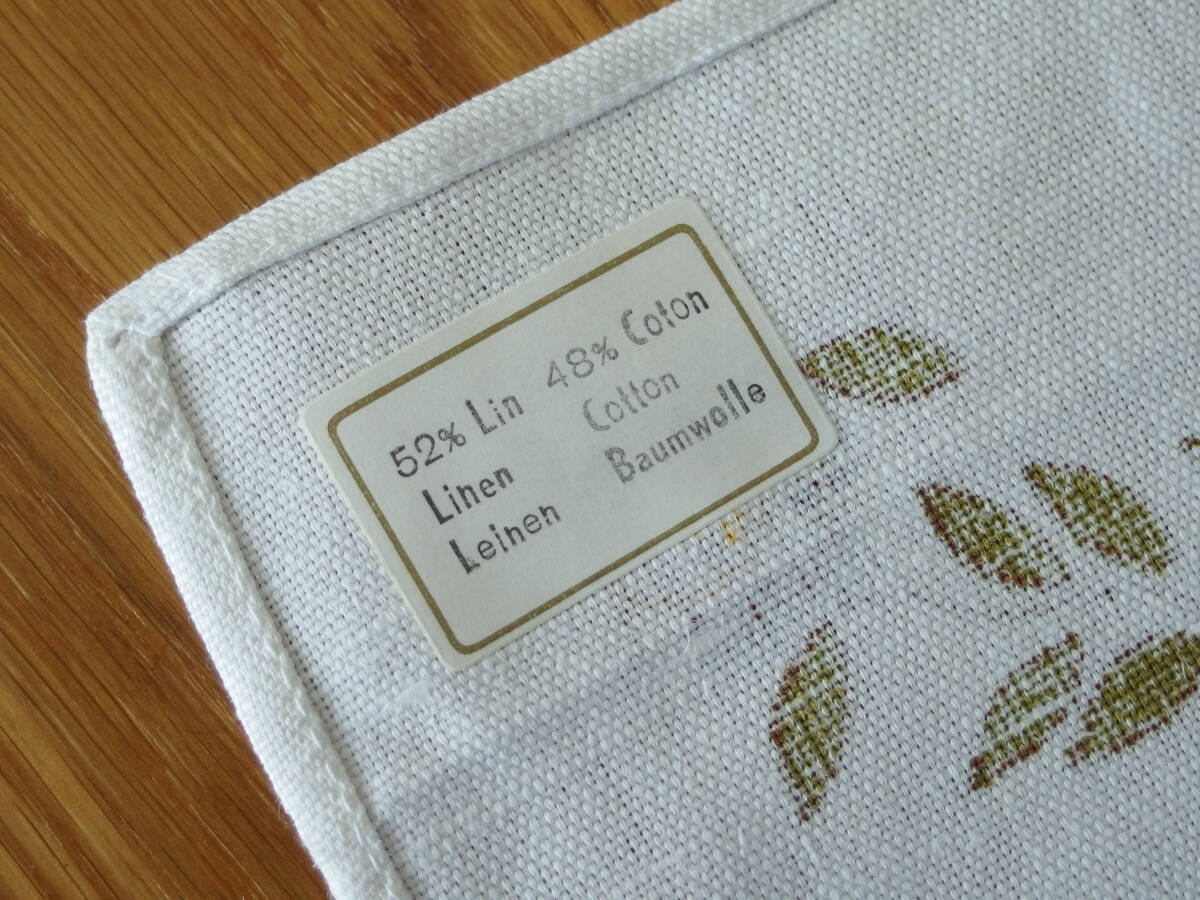 52% Lin 48% Coton
Linen Cotton
Leinen Baumwolle